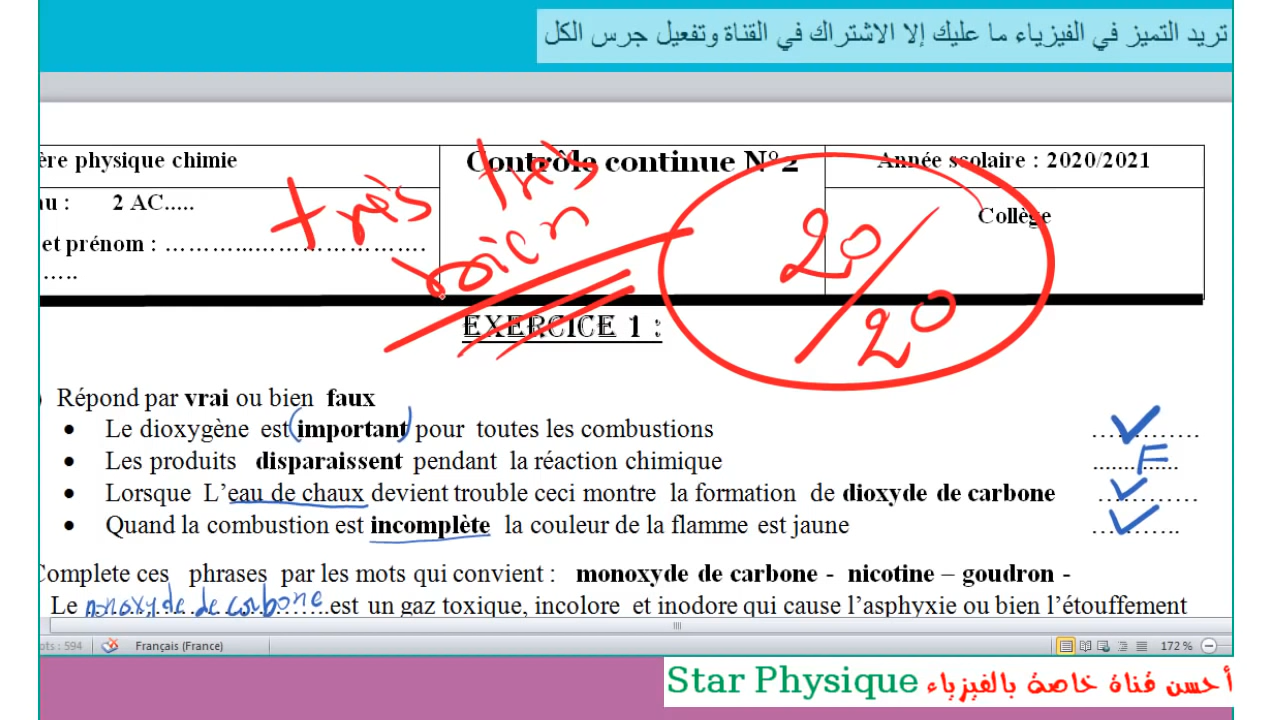 تريد التميز في الفيزياء ما عليك إلا الاشتراك في القناة وتفعيل جرس الكل
ère physique chimie
Contrôle continue N°2
Année scolaire : 2020/2021
au : 2 AC.....
Collège
et prénom : ………...………………….
…..
très très
bien
20/20
EXERCICE 1 :
) Répond par vrai ou bien faux
• Le dioxygène est (important) pour toutes les combustions ………… ✓
• Les produits disparaissent pendant la réaction chimique ....... F ......
• Lorsque L’eau de chaux devient trouble ceci montre la formation de dioxyde de carbone ………… ✓
• Quand la combustion est incomplète la couleur de la flamme est jaune ……….. ✓
Complete ces phrases par les mots qui convient : monoxyde de carbone - nicotine – goudron -
Le monoxyde de carbone est un gaz toxique, incolore et inodore qui cause l’asphyxie ou bien l’étouffement
ots : 594 Français (France) 172 %
Star Physique أحسن قناة خاصة بالفيزياء